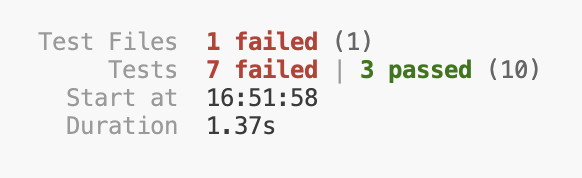 Test Files  1 failed (1)
Tests  7 failed | 3 passed (10)
Start at  16:51:58
Duration  1.37s